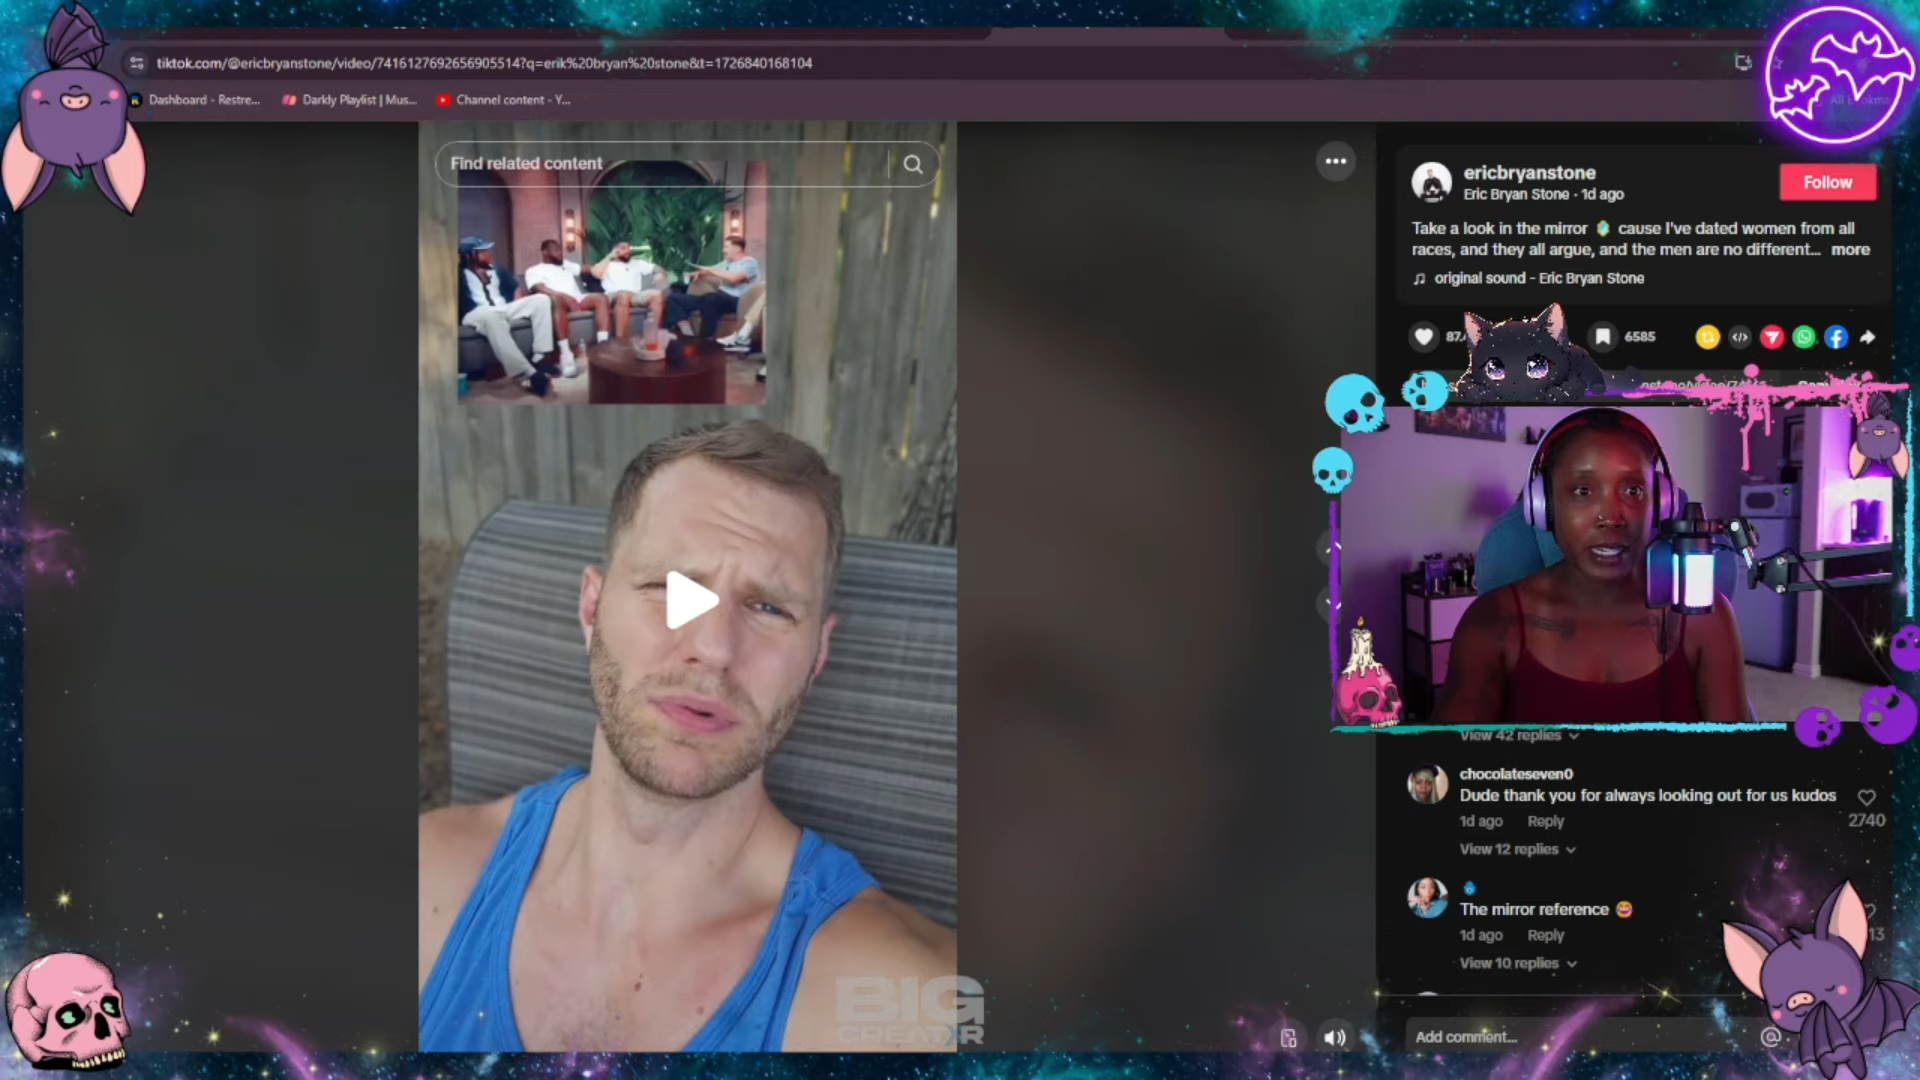 tiktok.com/@ericbryanstone/video/7416127692656905514?q=erik%20bryan%20stone&t=1726840168104
Dashboard - Restre...
Darkly Playlist | Mus...
Channel content - Y...
Find related content
ericbryanstone
Eric Bryan Stone · 1d ago
Follow
Take a look in the mirror 🪞 cause I've dated women from all
races, and they all argue, and the men are no different... more
♫ original sound - Eric Bryan Stone
6585
View 42 replies
chocolateseven0
Dude thank you for always looking out for us kudos
1d ago Reply
2740
View 12 replies
The mirror reference 😂
1d ago Reply
View 10 replies
Add comment...
BIG
CREATXR